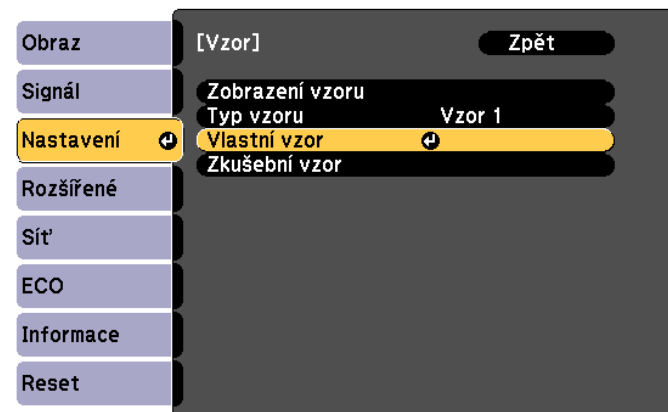 Obraz
Signál
Nastavení
Rozšířené
Síť
ECO
Informace
Reset
[Vzor] Zpět
Zobrazení vzoru
Typ vzoru Vzor 1
Vlastní vzor
Zkušební vzor